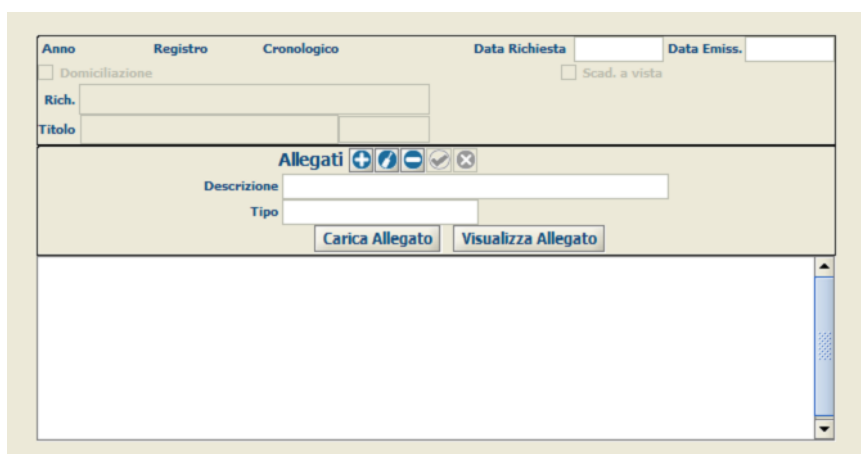 Anno Registro Cronologico Data Richiesta Data Emiss.
Domiciliazione Scad. a vista
Rich.
Titolo
Allegati
Descrizione
Tipo
Carica Allegato Visualizza Allegato